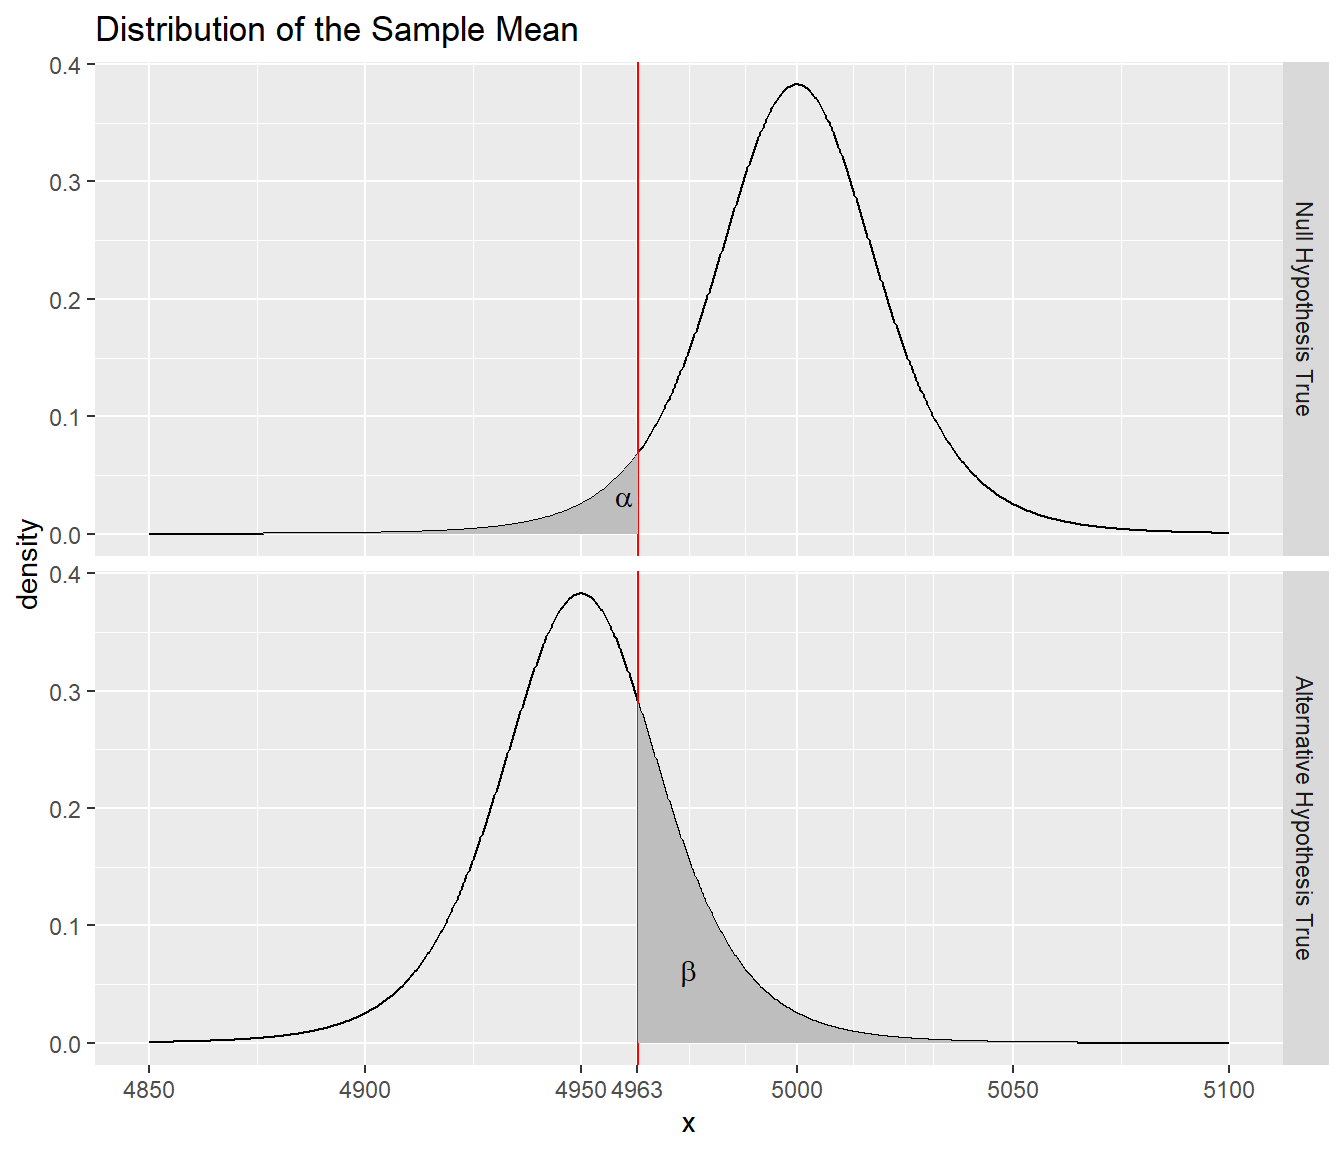 Distribution of the Sample Mean
0.4
0.3
0.2
0.1
0.0
α
Null Hypothesis True
density
0.4
0.3
0.2
0.1
0.0
β
Alternative Hypothesis True
4850 4900 4950 4963 5000 5050 5100
x